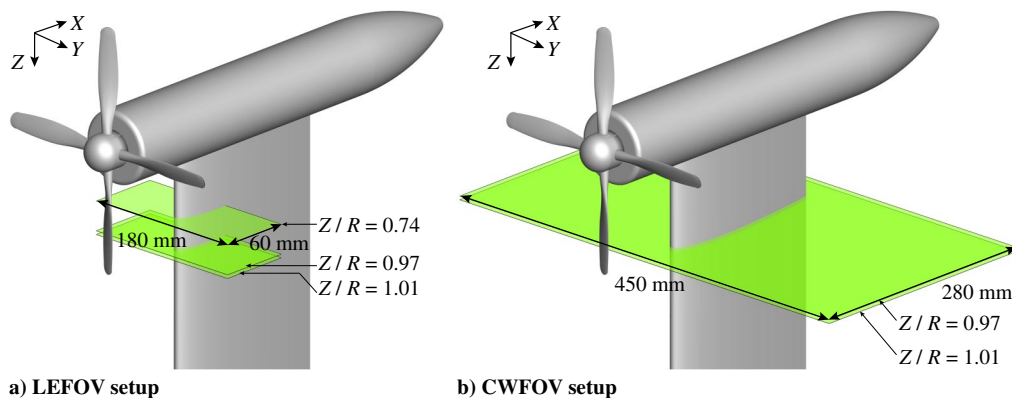 X
Y
Z
180 mm
60 mm
Z / R = 0.74
Z / R = 0.97
Z / R = 1.01
a) LEFOV setup
X
Y
Z
450 mm
280 mm
Z / R = 0.97
Z / R = 1.01
b) CWFOV setup